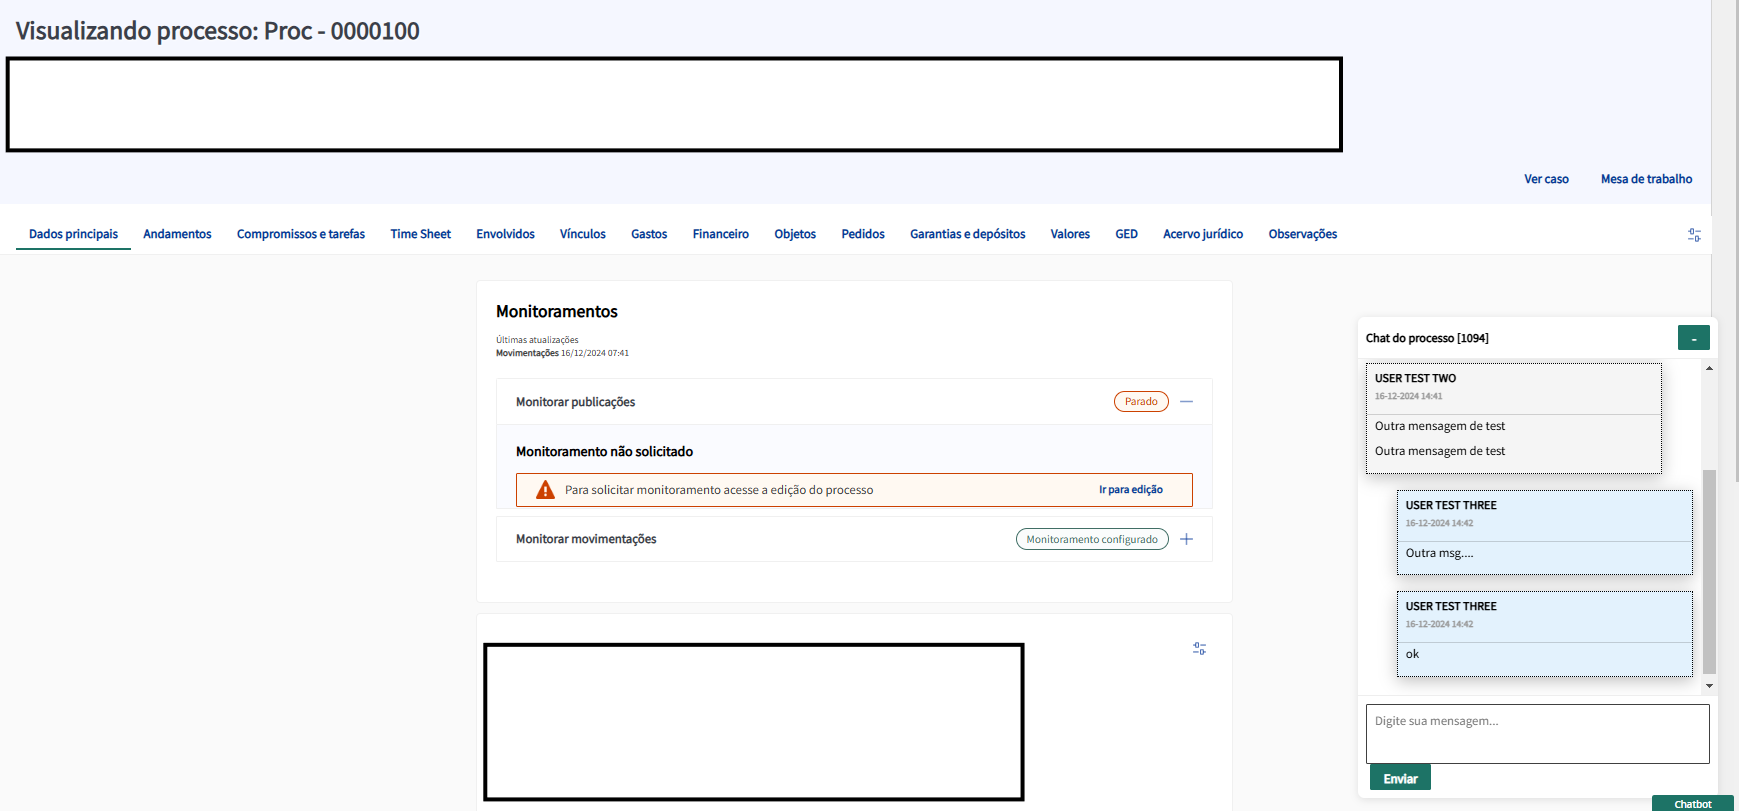 Visualizando processo: Proc - 0000100
Ver caso Mesa de trabalho
Dados principais Andamentos Compromissos e tarefas Time Sheet Envolvidos Vínculos Gastos Financeiro Objetos Pedidos Garantias e depósitos Valores GED Acervo jurídico Observações
Monitoramentos
Últimas atualizações
Movimentações 16/12/2024 07:41
Monitorar publicações Parado
Monitoramento não solicitado
Para solicitar monitoramento acesse a edição do processo Ir para edição
Monitorar movimentações Monitoramento configurado
Chat do processo [1094] -
USER TEST TWO
16-12-2024 14:41
Outra mensagem de test
Outra mensagem de test
USER TEST THREE
16-12-2024 14:42
Outra msg....
USER TEST THREE
16-12-2024 14:42
ok
Digite sua mensagem...
Enviar
Chatbot